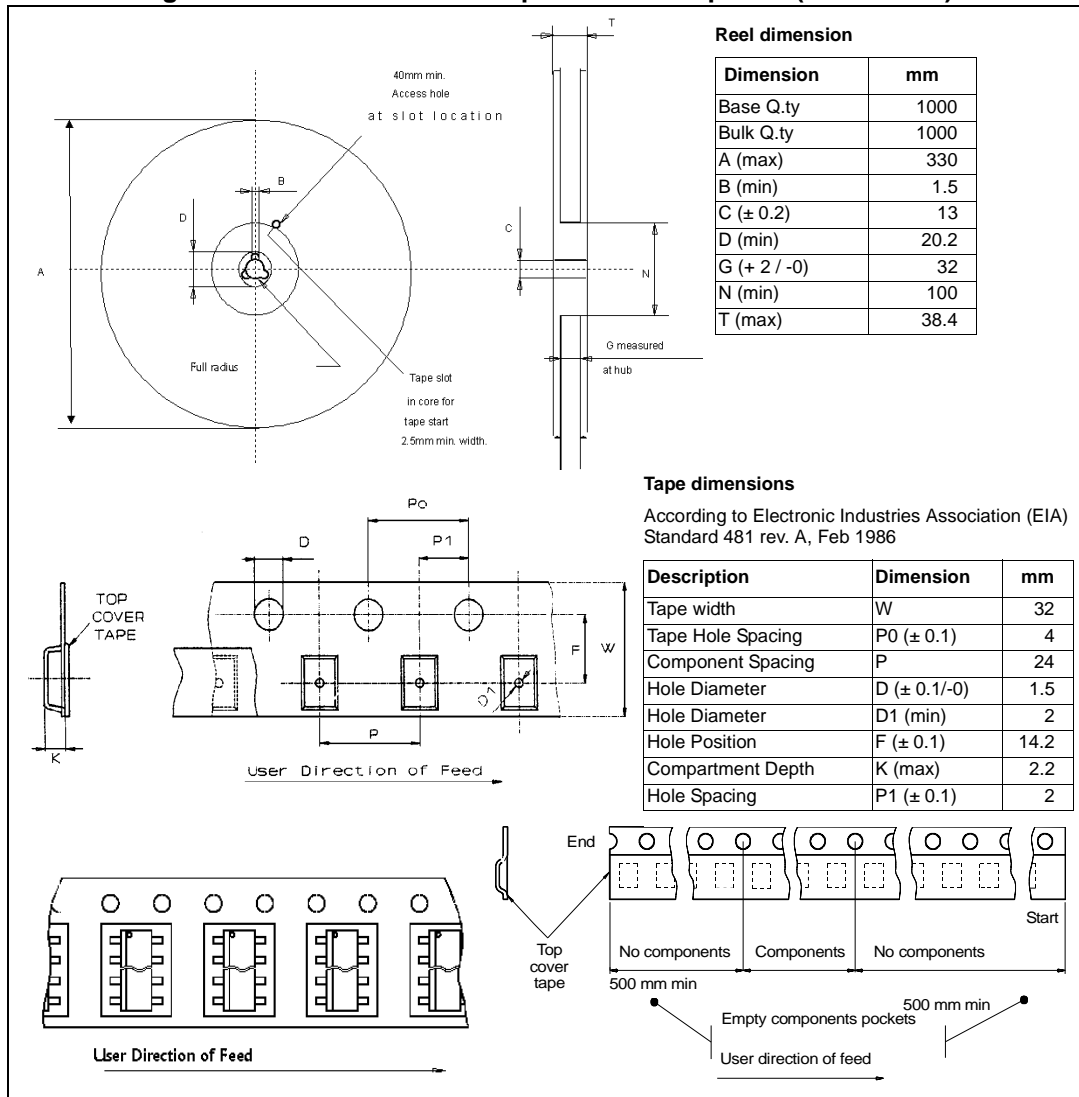 T
40mm min.
Access hole
at slot location
B
D
A
C
N
G measured
at hub
Full radius
Tape slot
in core for
tape start
2.5mm min. width.
Reel dimension
Dimension mm
Base Q.ty 1000
Bulk Q.ty 1000
A (max) 330
B (min) 1.5
C (± 0.2) 13
D (min) 20.2
G (+ 2 / -0) 32
N (min) 100
T (max) 38.4
Tape dimensions
According to Electronic Industries Association (EIA)
Standard 481 rev. A, Feb 1986
Description Dimension mm
Tape width W 32
Tape Hole Spacing P0 (± 0.1) 4
Component Spacing P 24
Hole Diameter D (± 0.1/-0) 1.5
Hole Diameter D1 (min) 2
Hole Position F (± 0.1) 14.2
Compartment Depth K (max) 2.2
Hole Spacing P1 (± 0.1) 2
Po
D
P1
TOP
COVER
TAPE
F
W
D1
P
K
User Direction of Feed
User Direction of Feed
End
Start
Top
cover
tape
No components Components No components
500 mm min
500 mm min
Empty components pockets
User direction of feed